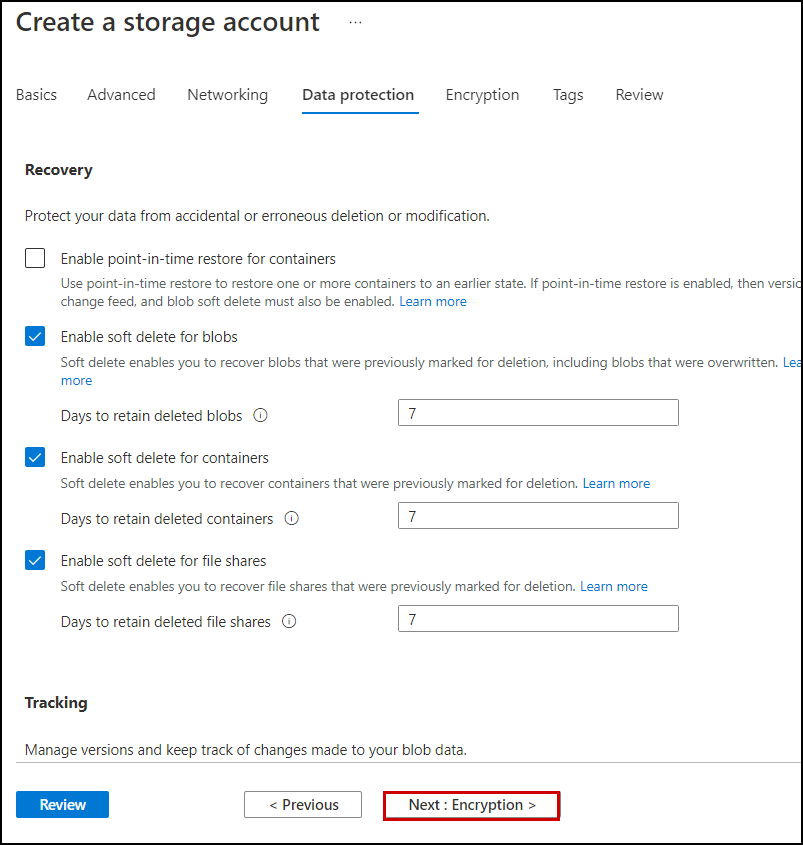 Create a storage account ...
Basics Advanced Networking Data protection Encryption Tags Review
Recovery
Protect your data from accidental or erroneous deletion or modification.
Enable point-in-time restore for containers
Use point-in-time restore to restore one or more containers to an earlier state. If point-in-time restore is enabled, then versio
change feed, and blob soft delete must also be enabled. Learn more
Enable soft delete for blobs
Soft delete enables you to recover blobs that were previously marked for deletion, including blobs that were overwritten. Lea
more
Days to retain deleted blobs 7
Enable soft delete for containers
Soft delete enables you to recover containers that were previously marked for deletion. Learn more
Days to retain deleted containers 7
Enable soft delete for file shares
Soft delete enables you to recover file shares that were previously marked for deletion. Learn more
Days to retain deleted file shares 7
Tracking
Manage versions and keep track of changes made to your blob data.
Review < Previous Next : Encryption >